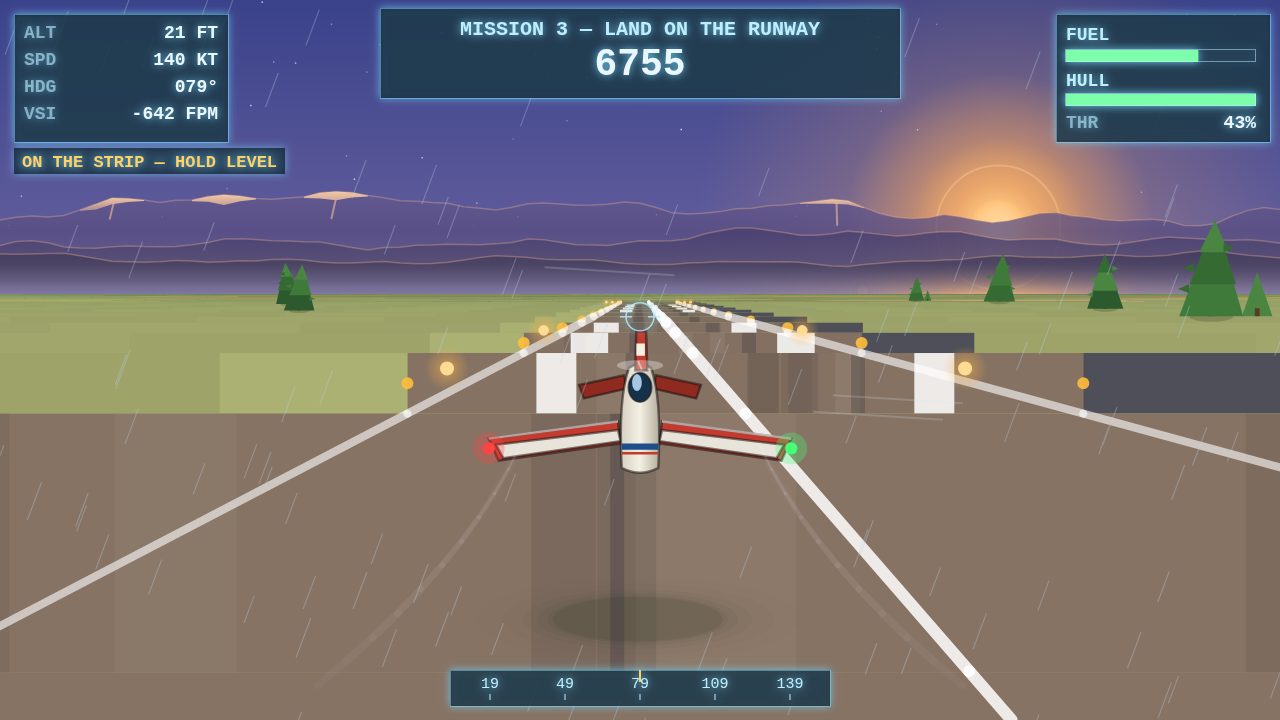 ALT 21 FT
SPD 140 KT
HDG 079°
VSI -642 FPM
ON THE STRIP — HOLD LEVEL
MISSION 3 — LAND ON THE RUNWAY
6755
FUEL
HULL
THR 43%
19 49 79 109 139